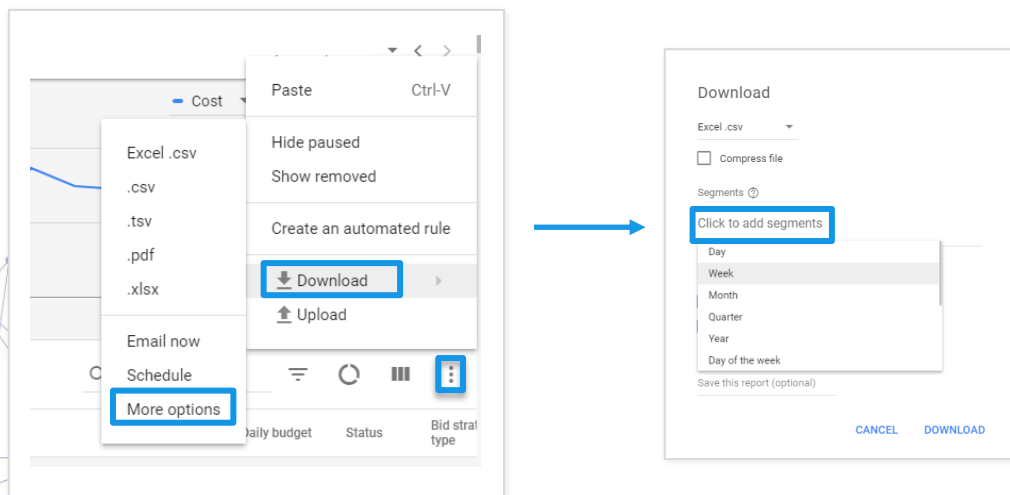 Cost
Paste Ctrl-V
Hide paused
Show removed
Create an automated rule
Download
Upload
Excel .csv
.csv
.tsv
.pdf
.xlsx
Email now
Schedule
More options
Daily budget
Status
Bid strat
type
Download
Excel .csv
Compress file
Segments
Click to add segments
Day
Week
Month
Quarter
Year
Day of the week
Save this report (optional)
CANCEL DOWNLOAD